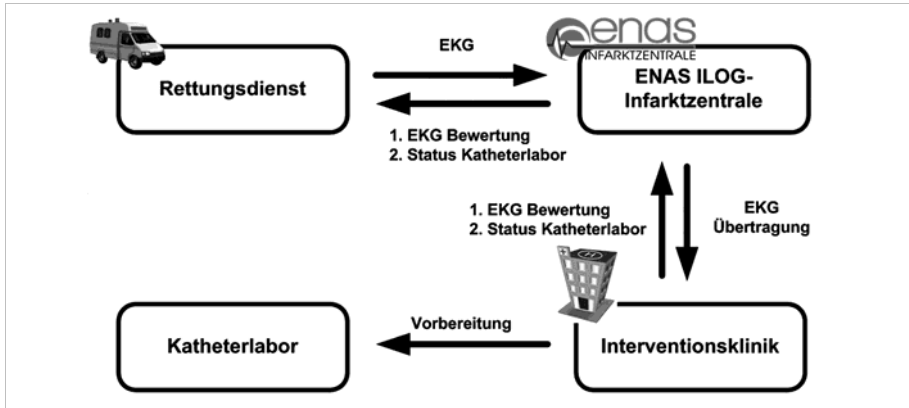 EKG
enas
INFARKTZENTRALE
Rettungsdienst
ENAS ILOG-
Infarktzentrale
1. EKG Bewertung
2. Status Katheterlabor
1. EKG Bewertung
2. Status Katheterlabor
EKG
Übertragung
H
Katheterlabor
Vorbereitung
Interventionsklinik